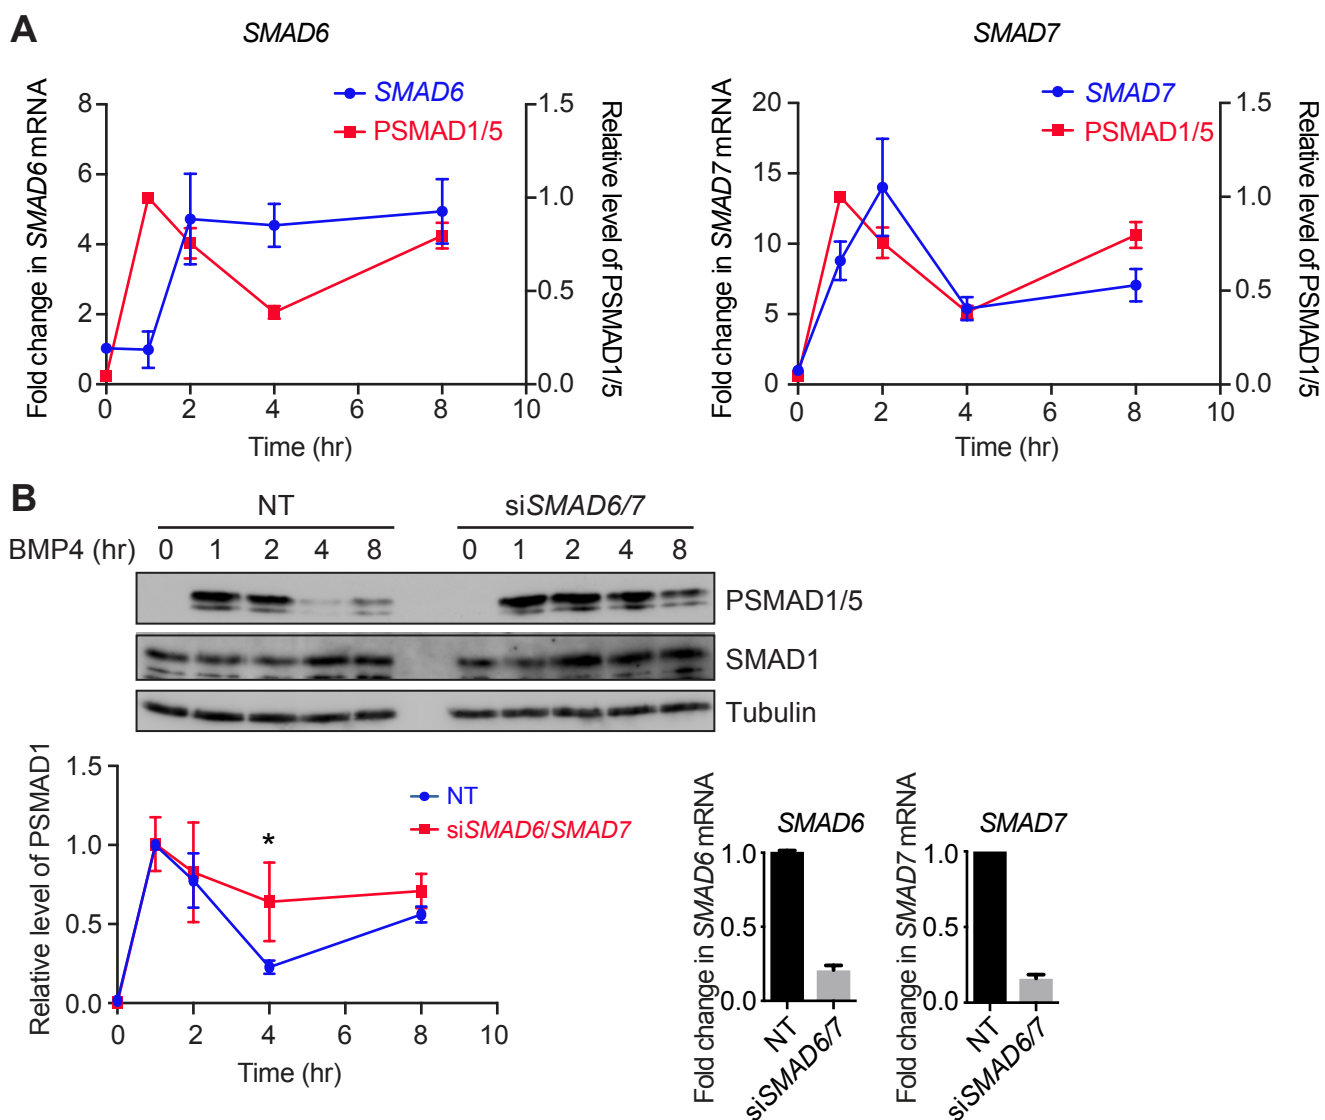 A
SMAD6
Fold change in SMAD6 mRNA
8
6
4
2
0
SMAD6
PSMAD1/5
1.5
1.0
0.5
0.0
Relative level of PSMAD1/5
0 2 4 6 8 10
Time (hr)
SMAD7
Fold change in SMAD7 mRNA
20
15
10
5
0
SMAD7
PSMAD1/5
1.5
1.0
0.5
0.0
Relative level of PSMAD1/5
0 2 4 6 8 10
Time (hr)
B
NT siSMAD6/7
BMP4 (hr) 0 1 2 4 8 0 1 2 4 8
PSMAD1/5
SMAD1
Tubulin
Relative level of PSMAD1
1.5
1.0
0.5
0.0
NT
siSMAD6/SMAD7
*
0 2 4 6 8 10
Time (hr)
Fold change in SMAD6 mRNA
SMAD6
1.0
0.5
0.0
NT
siSMAD6/7
Fold change in SMAD7 mRNA
SMAD7
1.0
0.5
0.0
NT
siSMAD6/7